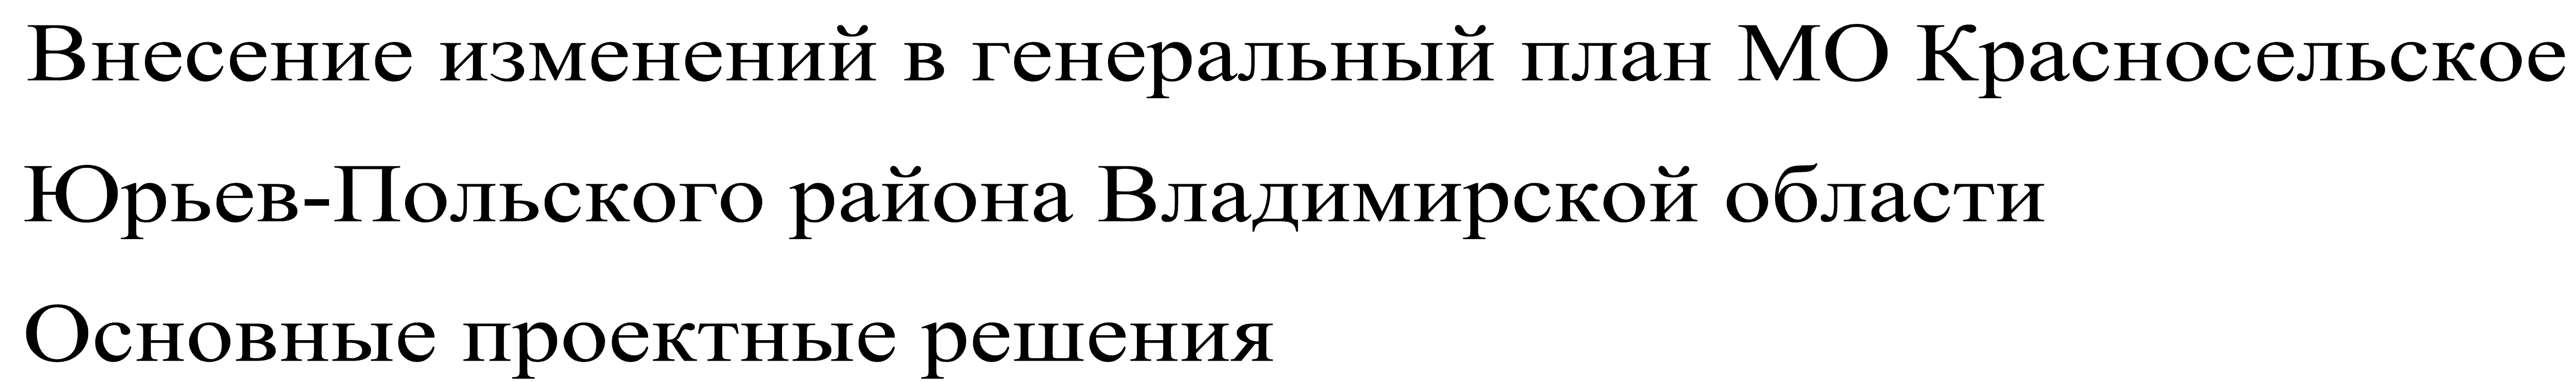 Внесение изменений в генеральный план МО Красносельское
Юрьев-Польского района Владимирской области
Основные проектные решения